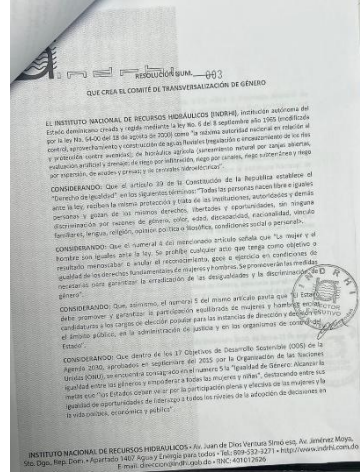 indrhi
RESOLUCIÓN NUM. 003
QUE CREA EL COMITÉ DE TRANSVERSALIZACIÓN DE GÉNERO
EL INSTITUTO NACIONAL DE RECURSOS HIDRÁULICOS (INDRHI), institución autónoma del
Estado dominicano creada y regida mediante la ley No. 6 del 8 septiembre año 1965 (modificada
por la ley No. 64-00 del 18 de agosto de 2000) como "la máxima autoridad nacional en relación al
control, aprovechamiento y construcción de aguas fluviales (regulación y encauzamiento de los ríos
y protección contra avenidas); de hidráulica agrícola (saneamiento natural por zanjas abiertas,
evaluación artificial y drenaje; de riego por infiltración, riego por canales, riego subterráneo y riego
por aspersión, de azudes y presas; y de centrales hidroeléctricas".
CONSIDERANDO: Que el artículo 39 de la Constitución de la República establece el
"Derecho de Igualdad" en los siguientes términos: "Todas las personas nacen libre e iguales
ante la ley, reciben la misma protección y trato de las instituciones, autoridades y demás
personas y gozan de los mismos derechos, libertades y oportunidades, sin ninguna
discriminación por razones de género, color, edad, discapacidad, nacionalidad, vínculo
familiares, lengua, religión, opinión política o filosófica, condiciones social o personal».
CONSIDERANDO: Que el numeral 4 del mencionado artículo señala que "La mujer y el
hombre son iguales ante la ley. Se prohíbe cualquier acto que tenga como objetivo o
resultado menoscabar o anular el reconocimiento, goce o ejercicio en condiciones de
igualdad de los derechos fundamentales de mujeres y hombres. Se promoverán las medidas
necesarias para garantizar la erradicación de las desigualdades y la discriminación de
género".
CONSIDERANDO: Que, asimismo, el numeral 5 del mismo artículo pauta que el Estado
debe promover y garantizar la participación equilibrada de mujeres y hombres en las
candidaturas a los cargos de elección popular para las instancias de dirección y decisión en
el ámbito público, en la administración de justicia y en los organismos de control del
Estado".
CONSIDERANDO: Que dentro de los 17 Objetivos de Desarrollo Sostenible (ODS) de la
Agenda 2030, aprobados en septiembre del 2015 por la Organización de las Naciones
Unidas (ONU), se encuentra consagrado en el numero 5 la "Igualdad de Género: Alcanzar la
igualdad entre los géneros y empoderar a todas las mujeres y niñas", destacando entre sus
metas que "los Estados deben velar por la participación plena y efectiva de las mujeres y la
igualdad de oportunidades de liderazgo a todos los niveles de la adopción de decisiones en
la vida política, económica y público".
INDRHI
DIRECTOR
EJECUTIVO
INSTITUTO NACIONAL DE RECURSOS HIDRAULICOS • Av. Juan de Dios Ventura Simó esq. Av. Jiménez Moya,
Sto. Dgo., Rep. Dom. • Apartado 1407 Agua y Energía para todos • Tel.: 809-533-3271 • http://www.indrhi.com.do
E-mail: direccion@indrhi.gob.do • RNC: 401012626